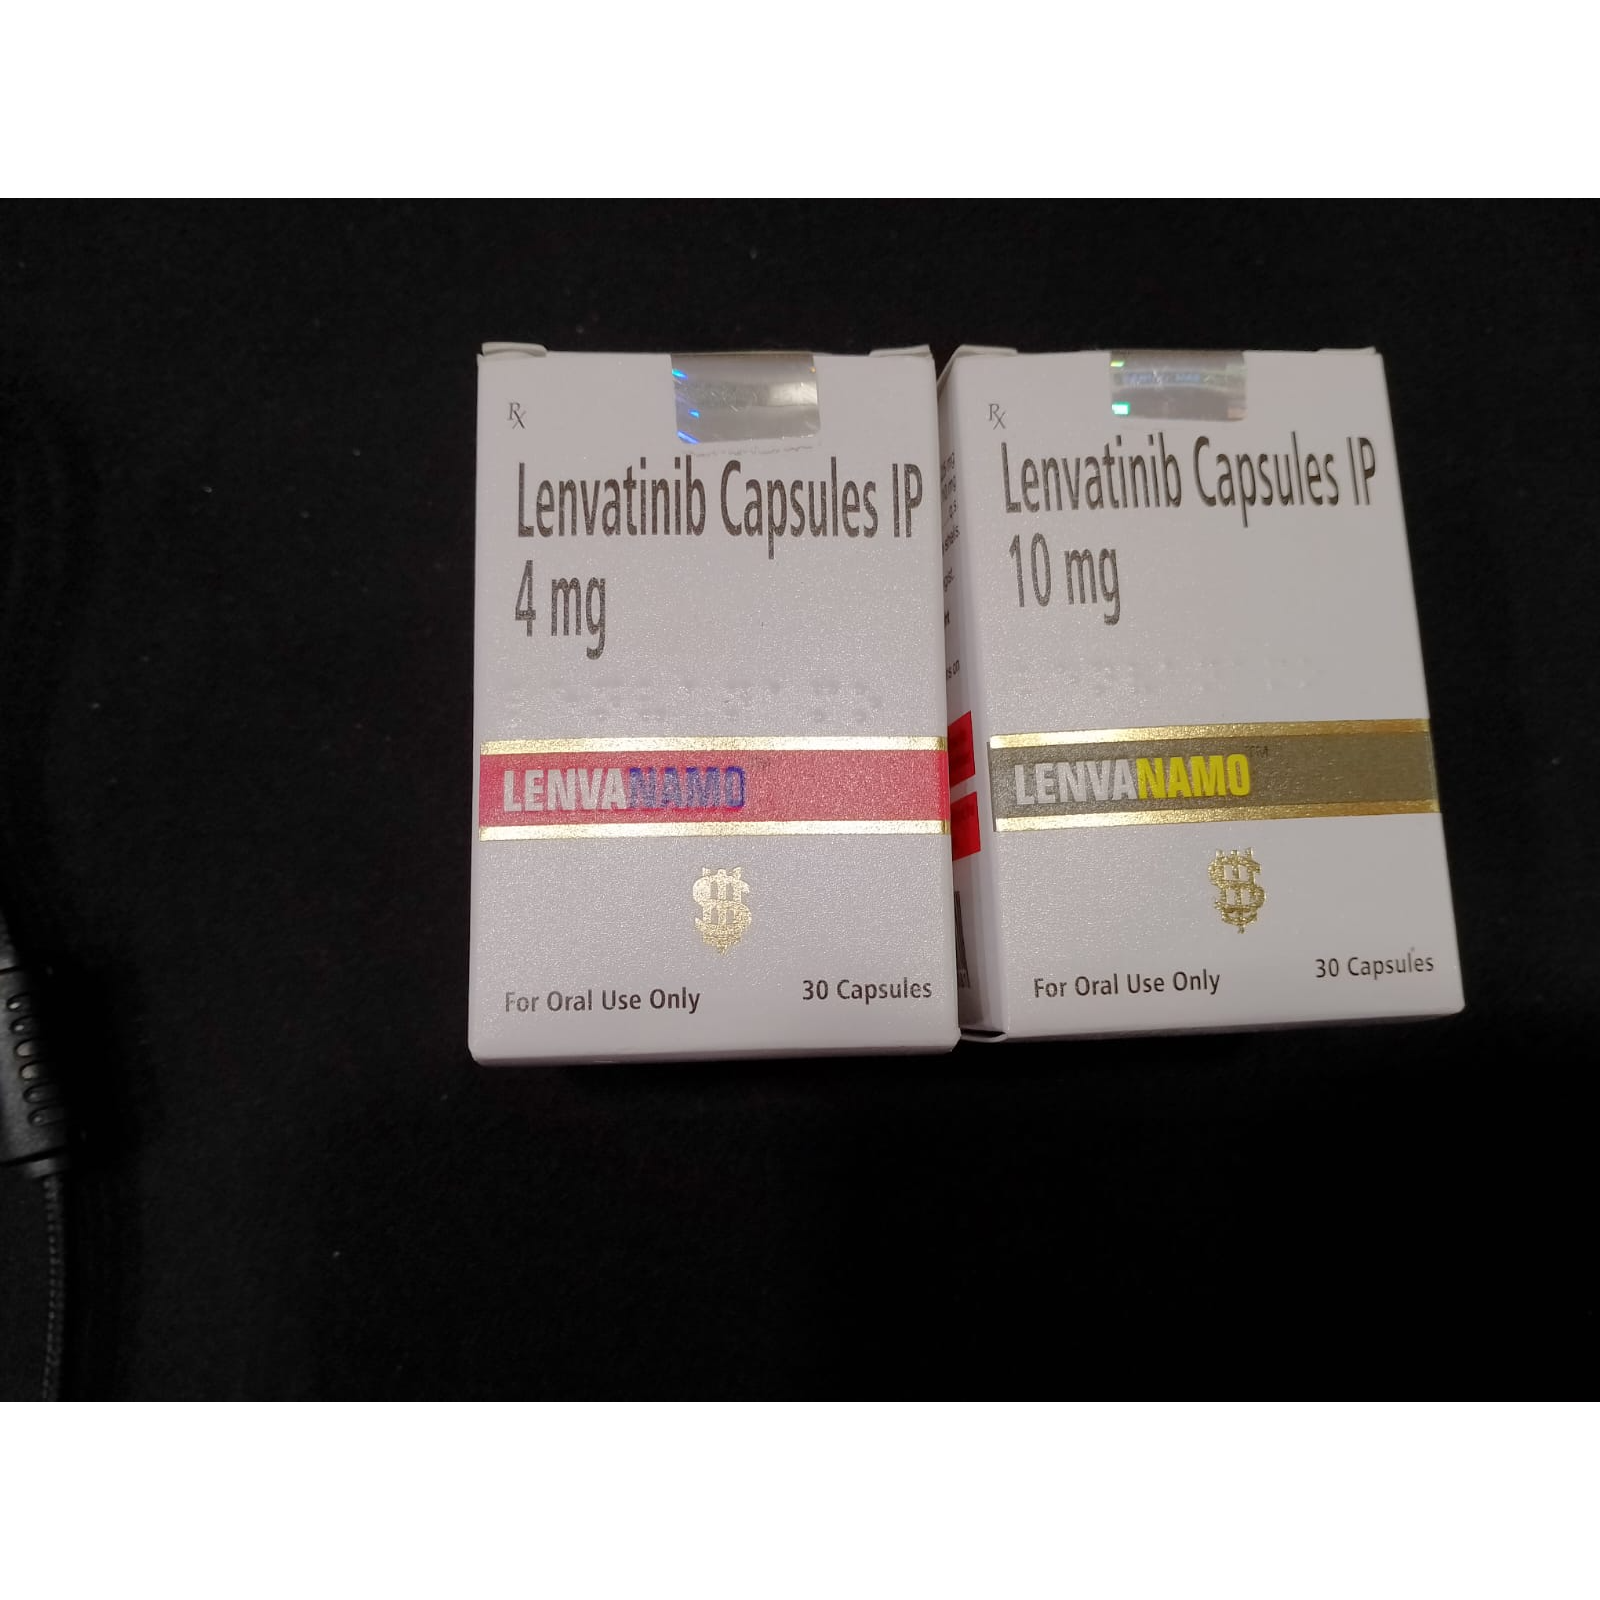 Rx
Lenvatinib Capsules IP
4 mg
LENVANAMO
For Oral Use Only
30 Capsules
Rx
Lenvatinib Capsules IP
10 mg
LENVANAMO
For Oral Use Only
30 Capsules